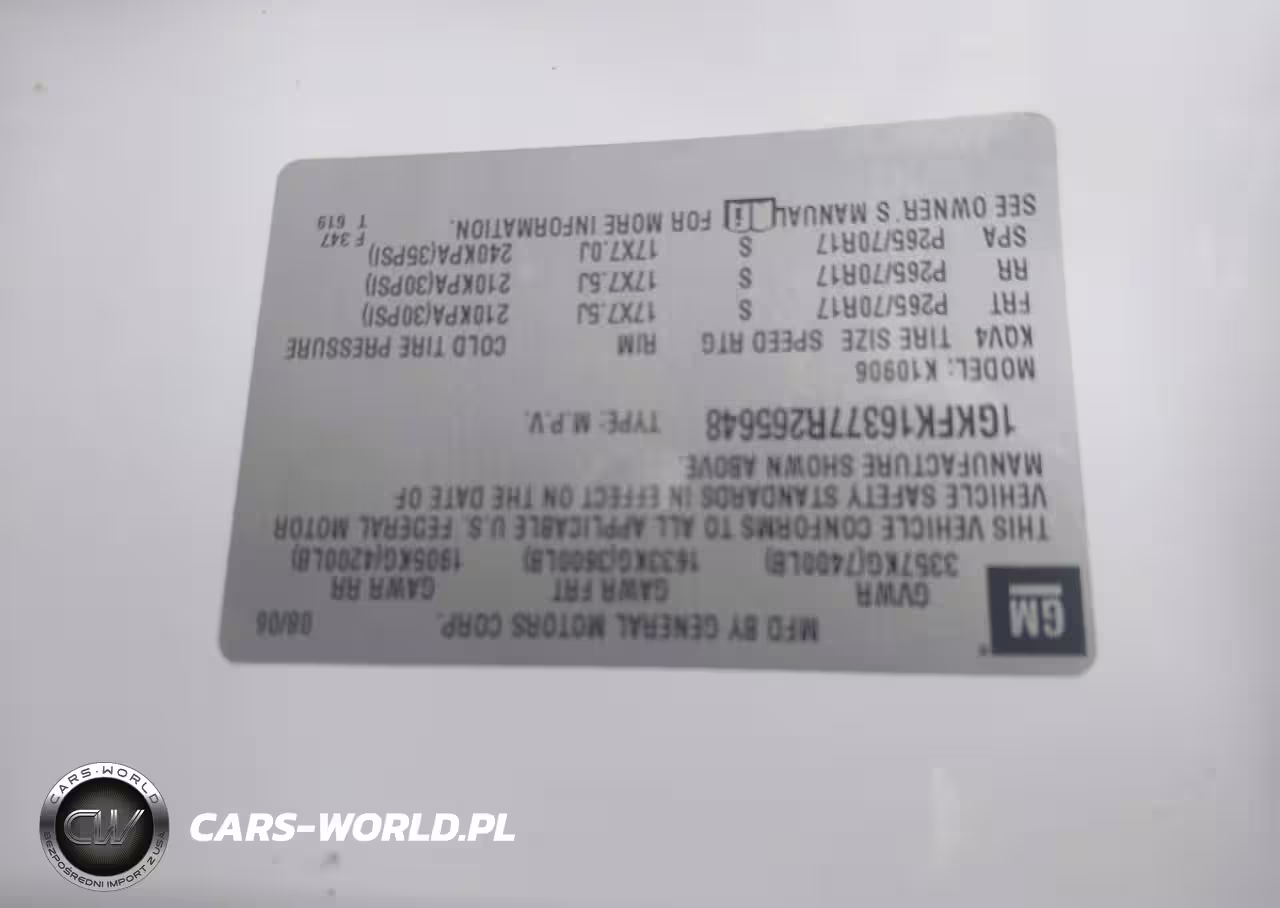 GM
MFD BY GENERAL MOTORS CORP. 08/06
GVWR GAWR FRT GAWR RR
3357KG(7400LB) 1633KG(3600LB) 1905KG(4200LB)
THIS VEHICLE CONFORMS TO ALL APPLICABLE U.S. FEDERAL MOTOR
VEHICLE SAFETY STANDARDS IN EFFECT ON THE DATE OF
MANUFACTURE SHOWN ABOVE.
1GKFK16377R265648 TYPE: M.P.V.
MODEL: K10906
KQV4 TIRE SIZE SPEED RTG RIM COLD TIRE PRESSURE
FRT P265/70R17 S 17X7.5J 210KPA(30PSI)
RR P265/70R17 S 17X7.5J 210KPA(30PSI)
SPA P265/70R17 S 17X7.0J 240KPA(35PSI)
SEE OWNER'S MANUAL i FOR MORE INFORMATION.
F 347
T 619
CARS-WORLD
CW
BEZPOŚREDNI IMPORT Z USA
CARS-WORLD.PL